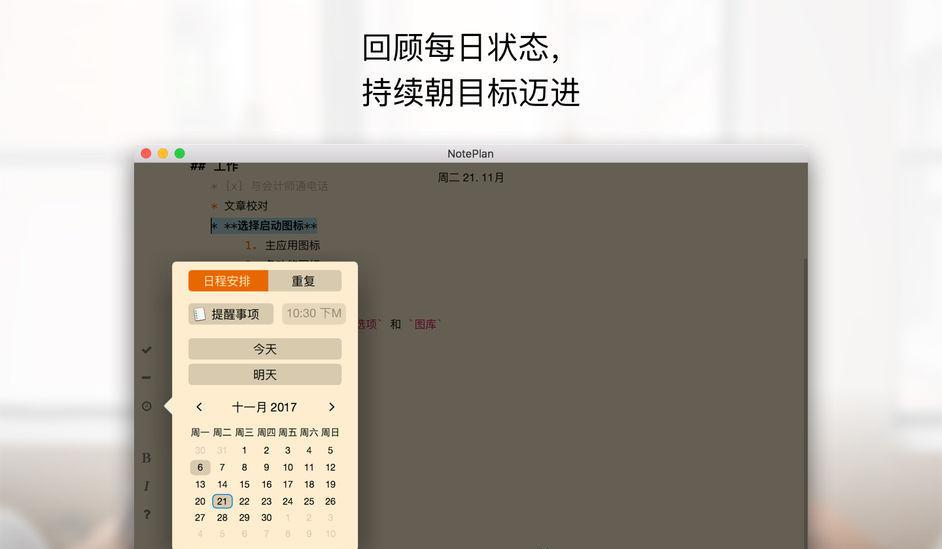 回顾每日状态，
持续朝目标迈进
NotePlan
周二 21. 11月
## 工作
* [x] 与会计师通电话
* 文章校对
* **选择启动图标**
1. 主应用图标
选项` 和 `图库`
日程安排 重复
提醒事项 10:30 下M
今天
明天
十一月 2017
周一 周二 周三 周四 周五 周六 周日
30 31 1 2 3 4 5
6 7 8 9 10 11 12
13 14 15 16 17 18 19
20 21 22 23 24 25 26
27 28 29 30 1 2 3
4 5 6 7 8 9 10
B
I
?